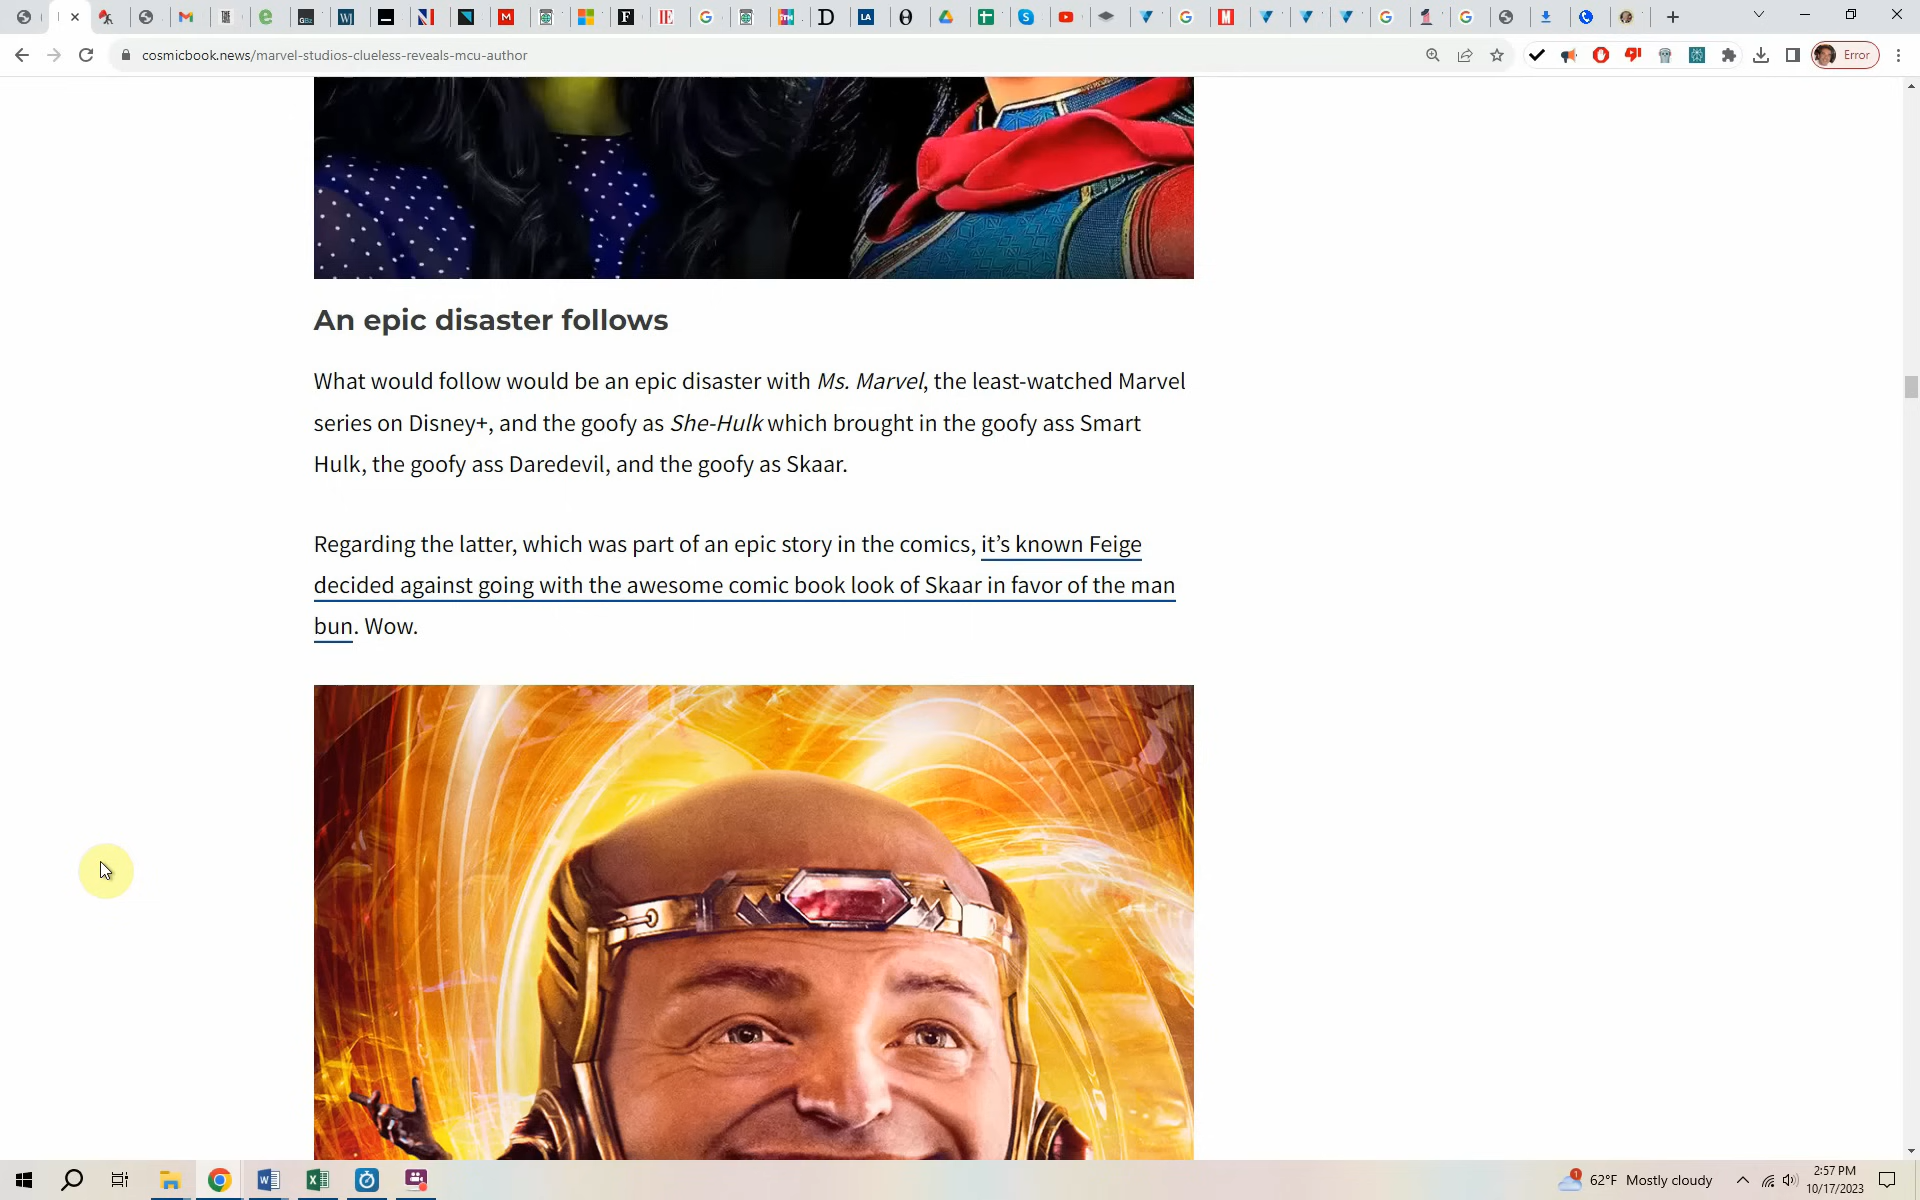 cosmicbook.news/marvel-studios-clueless-reveals-mcu-author
Error
An epic disaster follows
What would follow would be an epic disaster with Ms. Marvel, the least-watched Marvel
series on Disney+, and the goofy as She-Hulk which brought in the goofy ass Smart
Hulk, the goofy ass Daredevil, and the goofy as Skaar.
Regarding the latter, which was part of an epic story in the comics, it’s known Feige
decided against going with the awesome comic book look of Skaar in favor of the man
bun. Wow.
62°F Mostly cloudy
2:57 PM
10/17/2023